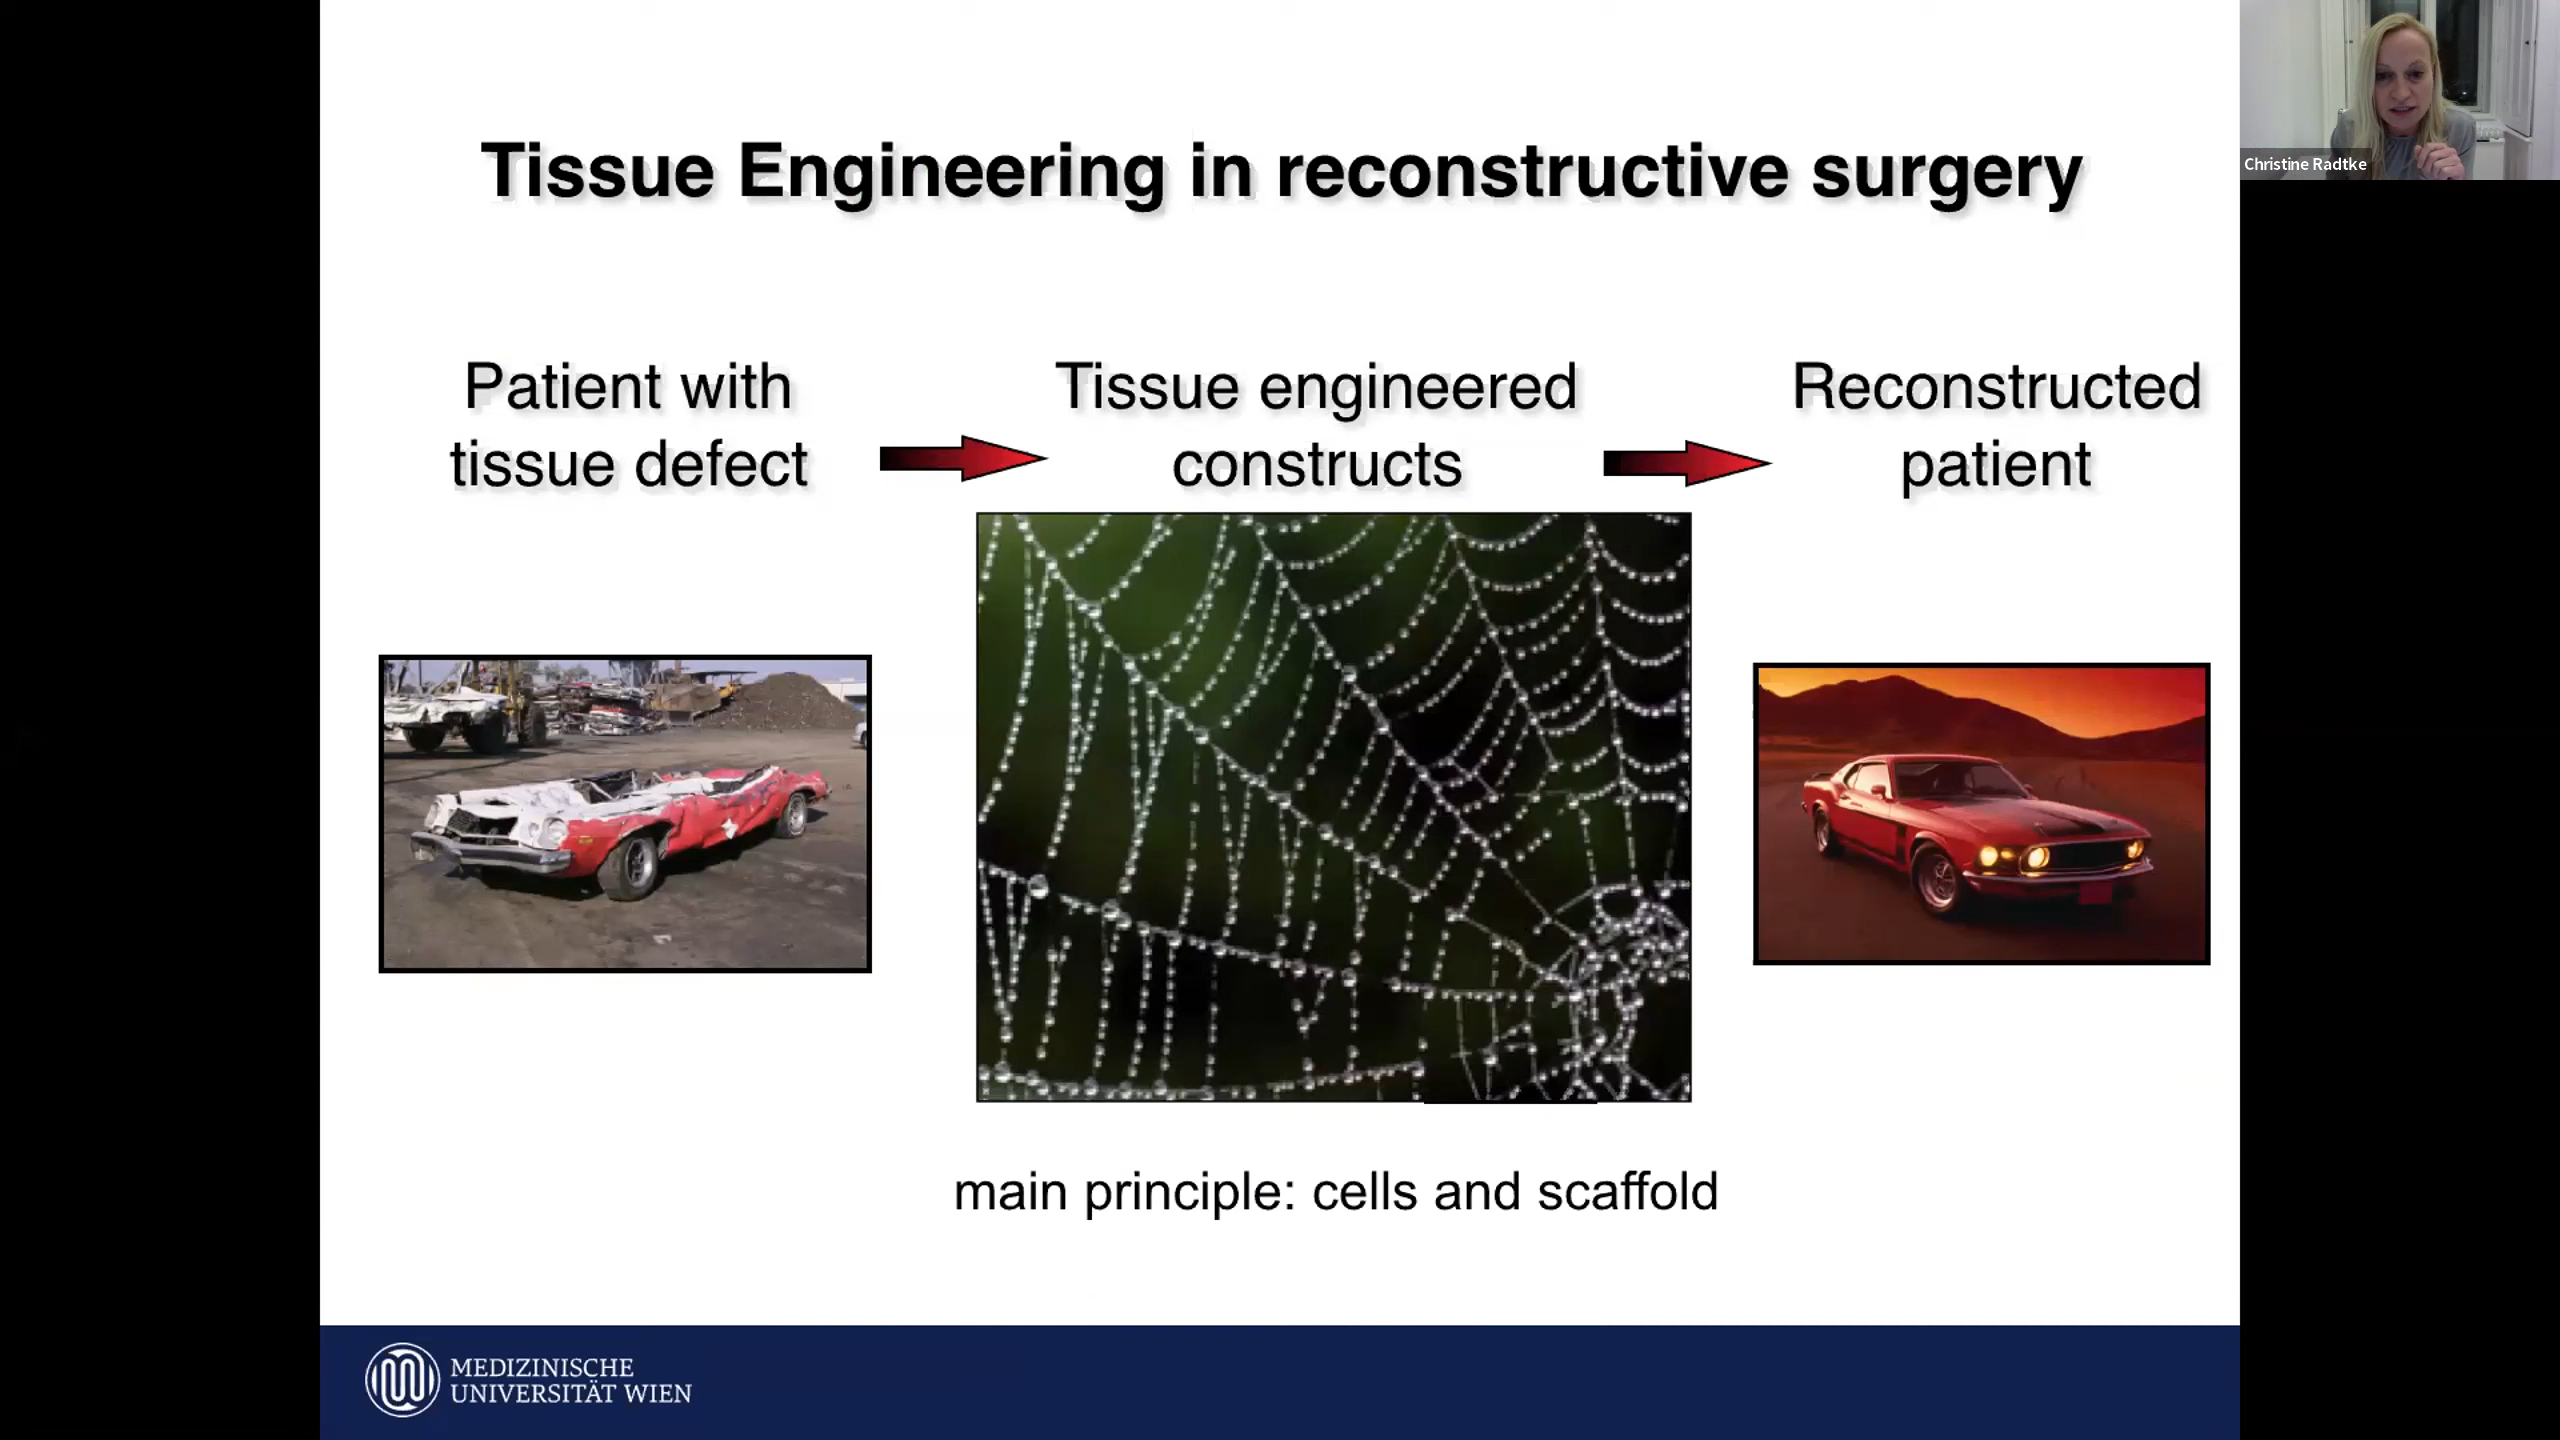 Tissue Engineering in reconstructive surgery
Christine Radtke
Patient with
tissue defect
Tissue engineered
constructs
Reconstructed
patient
main principle: cells and scaffold
MEDIZINISCHE
UNIVERSITÄT WIEN